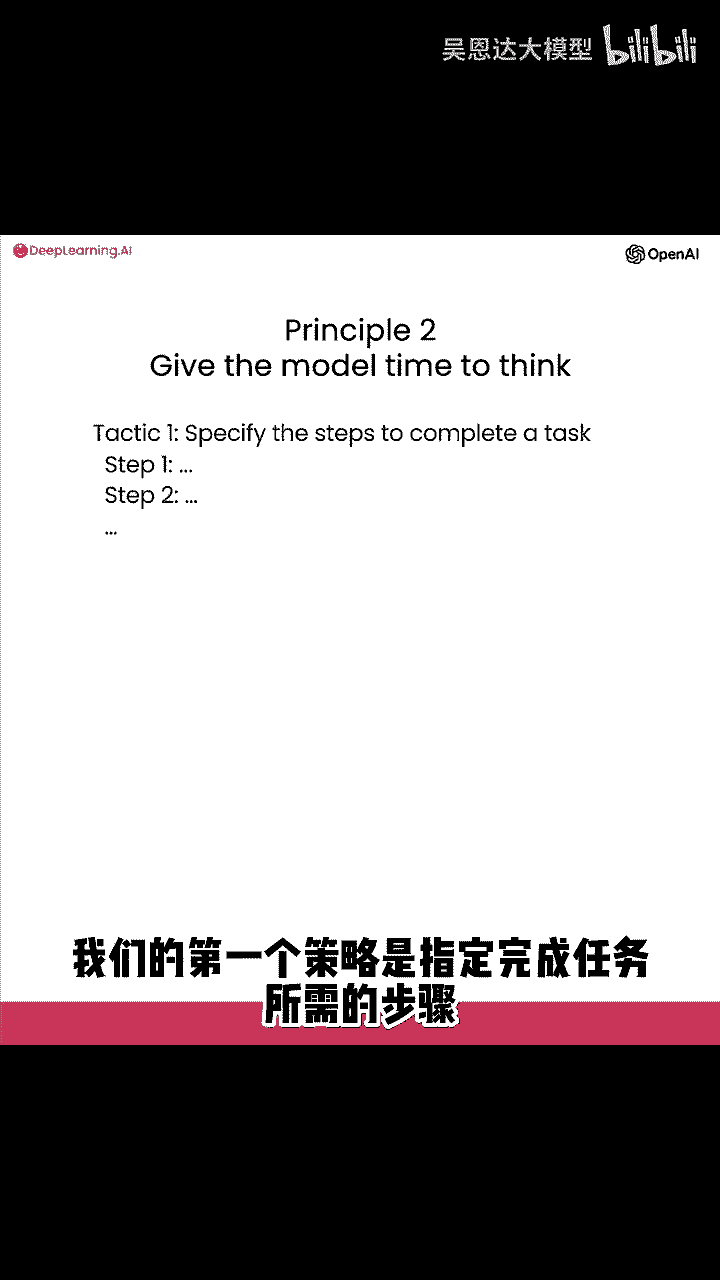 吴恩达大模型 bilibili
DeepLearning.AI
OpenAI
Principle 2
Give the model time to think
Tactic 1: Specify the steps to complete a task
Step 1: ...
Step 2: ...
...
我们的第一个策略是指定完成任务
所需的步骤